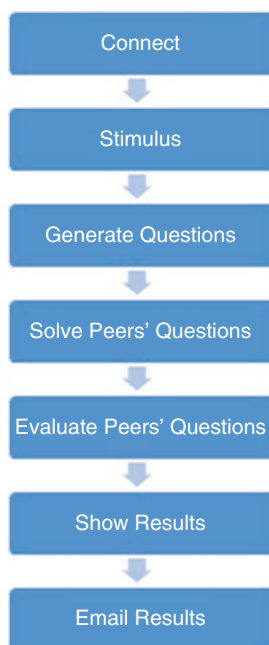 Connect
Stimulus
Generate Questions
Solve Peers' Questions
Evaluate Peers' Questions
Show Results
Email Results